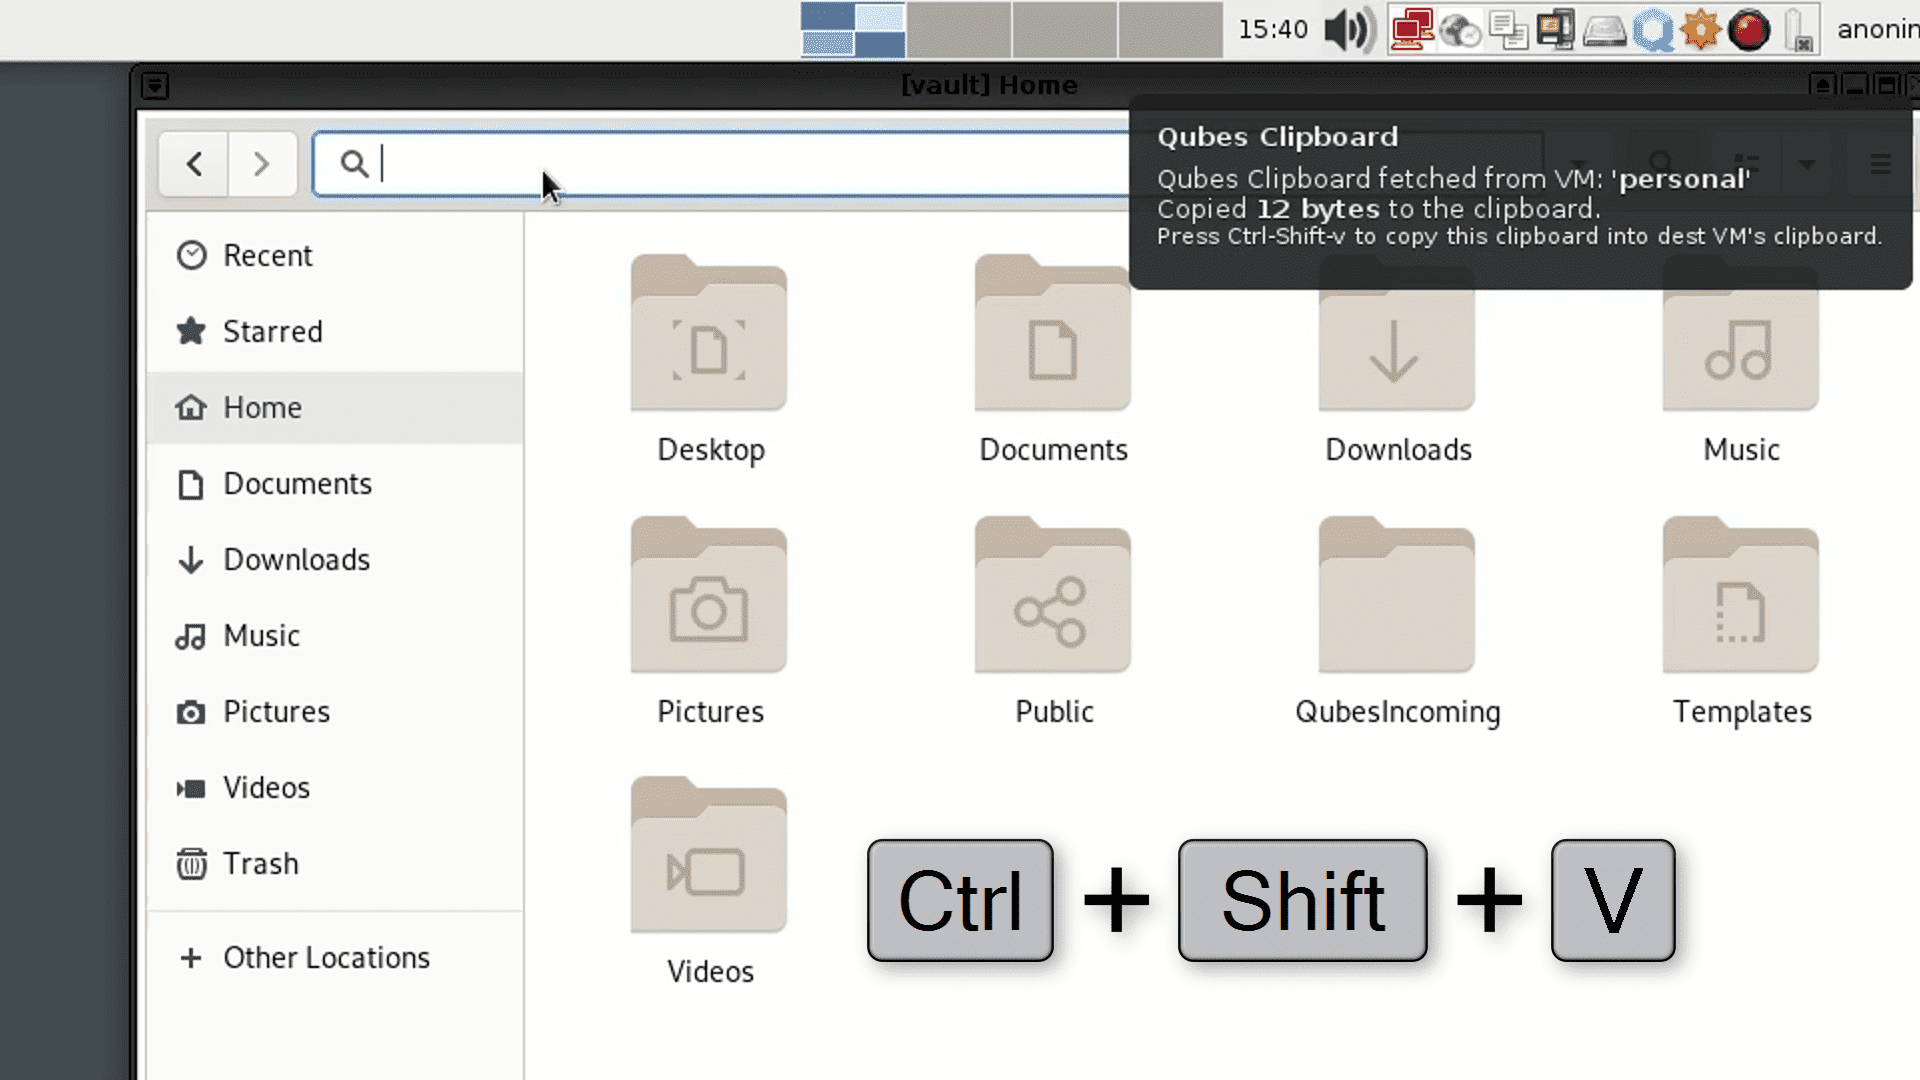 15:40
anonin
[vault] Home
Qubes Clipboard
Qubes Clipboard fetched from VM: 'personal'
Copied 12 bytes to the clipboard.
Press Ctrl-Shift-v to copy this clipboard into dest VM's clipboard.
Recent
Starred
Home
Documents
Downloads
Music
Pictures
Videos
Trash
Other Locations
Desktop
Documents
Downloads
Music
Pictures
Public
QubesIncoming
Templates
Videos
Ctrl + Shift + V